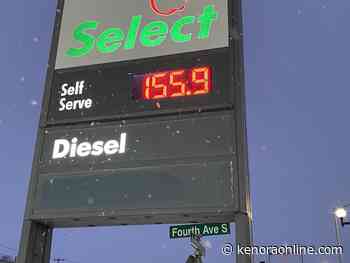 Select
Self
Serve
155.9
Diesel
Fourth Ave S
kenoraonline.com